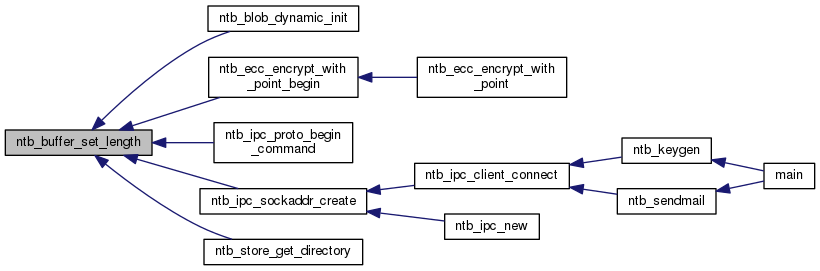 ntb_blob_dynamic_init
ntb_ecc_encrypt_with
_point_begin
ntb_ecc_encrypt_with
_point
ntb_buffer_set_length
ntb_ipc_proto_begin
_command
ntb_ipc_sockaddr_create
ntb_ipc_client_connect
ntb_keygen
main
ntb_sendmail
ntb_ipc_new
ntb_store_get_directory